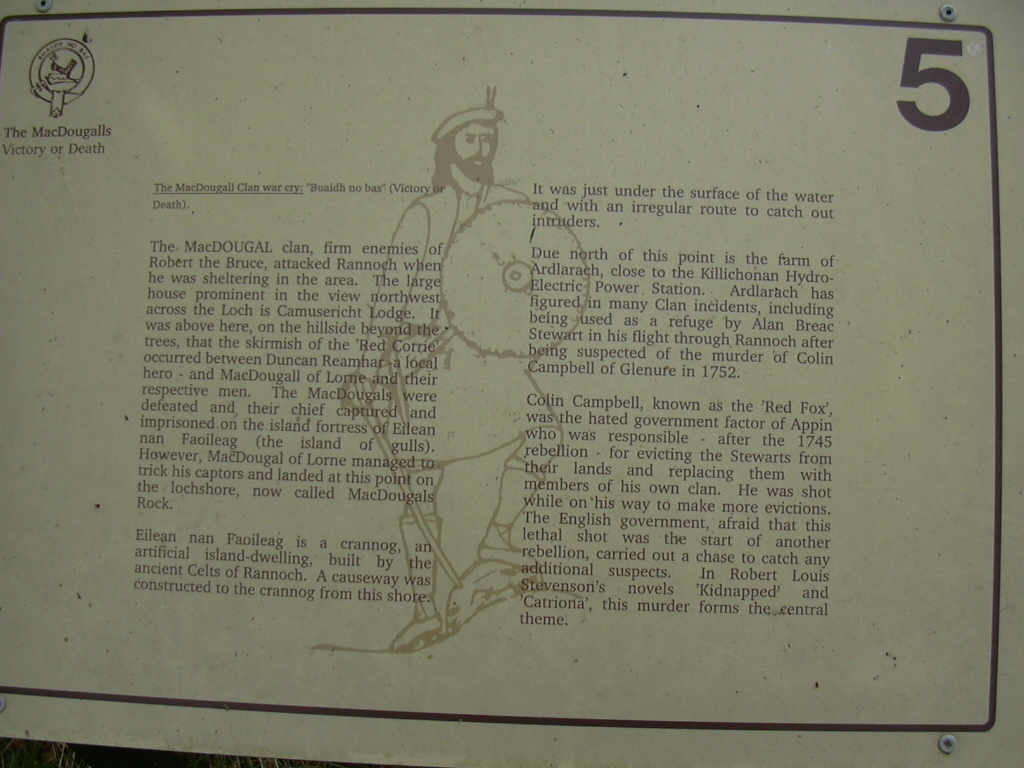 5
The MacDougalls
Victory or Death
The MacDougall Clan war cry: "Buaidh no bas" (Victory or
Death).
The MacDOUGAL clan, firm enemies of
Robert the Bruce, attacked Rannoch when
he was sheltering in the area. The large
house prominent in the view northwest
across the Loch is Camusericht Lodge. It
was above here, on the hillside beyond the
trees, that the skirmish of the 'Red Corrie'
occurred between Duncan Reamhar -a local
hero - and MacDougall of Lorne and their
respective men. The MacDougals were
defeated and their chief captured and
imprisoned on the island fortress of Eilean
nan Faoileag (the island of gulls).
However, MacDougal of Lorne managed to
trick his captors and landed at this point on
the lochshore, now called MacDougals
Rock.
Eilean nan Faoileag is a crannog, an
artificial island-dwelling, built by the
ancient Celts of Rannoch. A causeway was
constructed to the crannog from this shore.
It was just under the surface of the water
and with an irregular route to catch out
intruders.
Due north of this point is the farm of
Ardlarach, close to the Killichonan Hydro-
Electric Power Station. Ardlarach has
figured in many Clan incidents, including
being used as a refuge by Alan Breac
Stewart in his flight through Rannoch after
being suspected of the murder of Colin
Campbell of Glenure in 1752.
Colin Campbell, known as the 'Red Fox',
was the hated government factor of Appin
who was responsible - after the 1745
rebellion - for evicting the Stewarts from
their lands and replacing them with
members of his own clan. He was shot
while on his way to make more evictions.
The English government, afraid that this
lethal shot was the start of another
rebellion, carried out a chase to catch any
additional suspects. In Robert Louis
Stevenson's novels 'Kidnapped' and
'Catriona', this murder forms the central
theme.